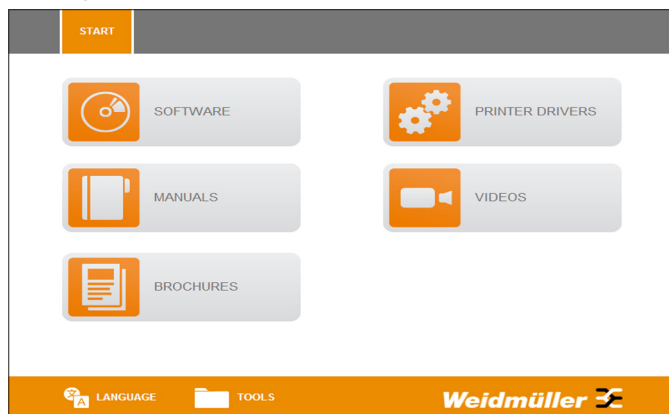 START
SOFTWARE
PRINTER DRIVERS
MANUALS
VIDEOS
BROCHURES
LANGUAGE
TOOLS
Weidmüller